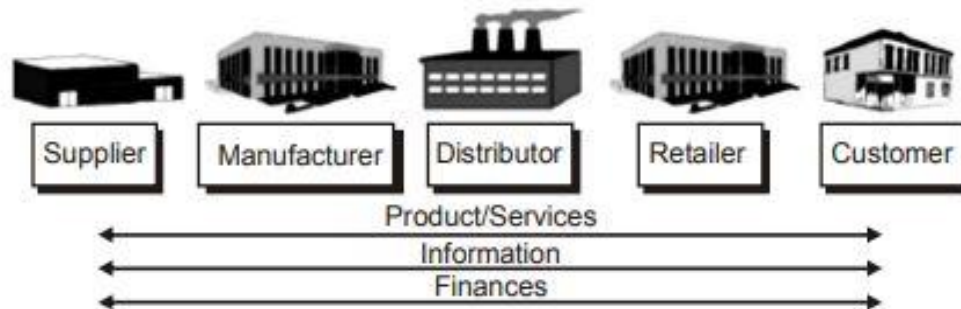 Supplier Manufacturer Distributor Retailer Customer
Product/Services
Information
Finances